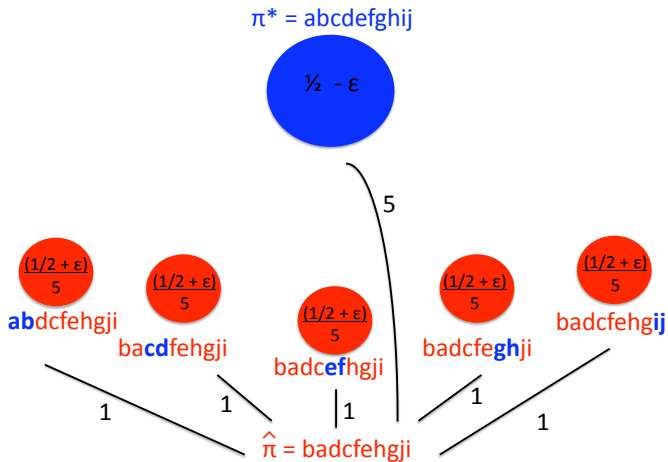 π* = abcdefghij
½ - ε
5
(1/2 + ε)
5
(1/2 + ε)
5
(1/2 + ε)
5
(1/2 + ε)
5
(1/2 + ε)
5
abdcfehgji
bacdfehgji
badcefhgji
badcfeghji
badcfehgij
1
1
1
1
1
π̂ = badcfehgji